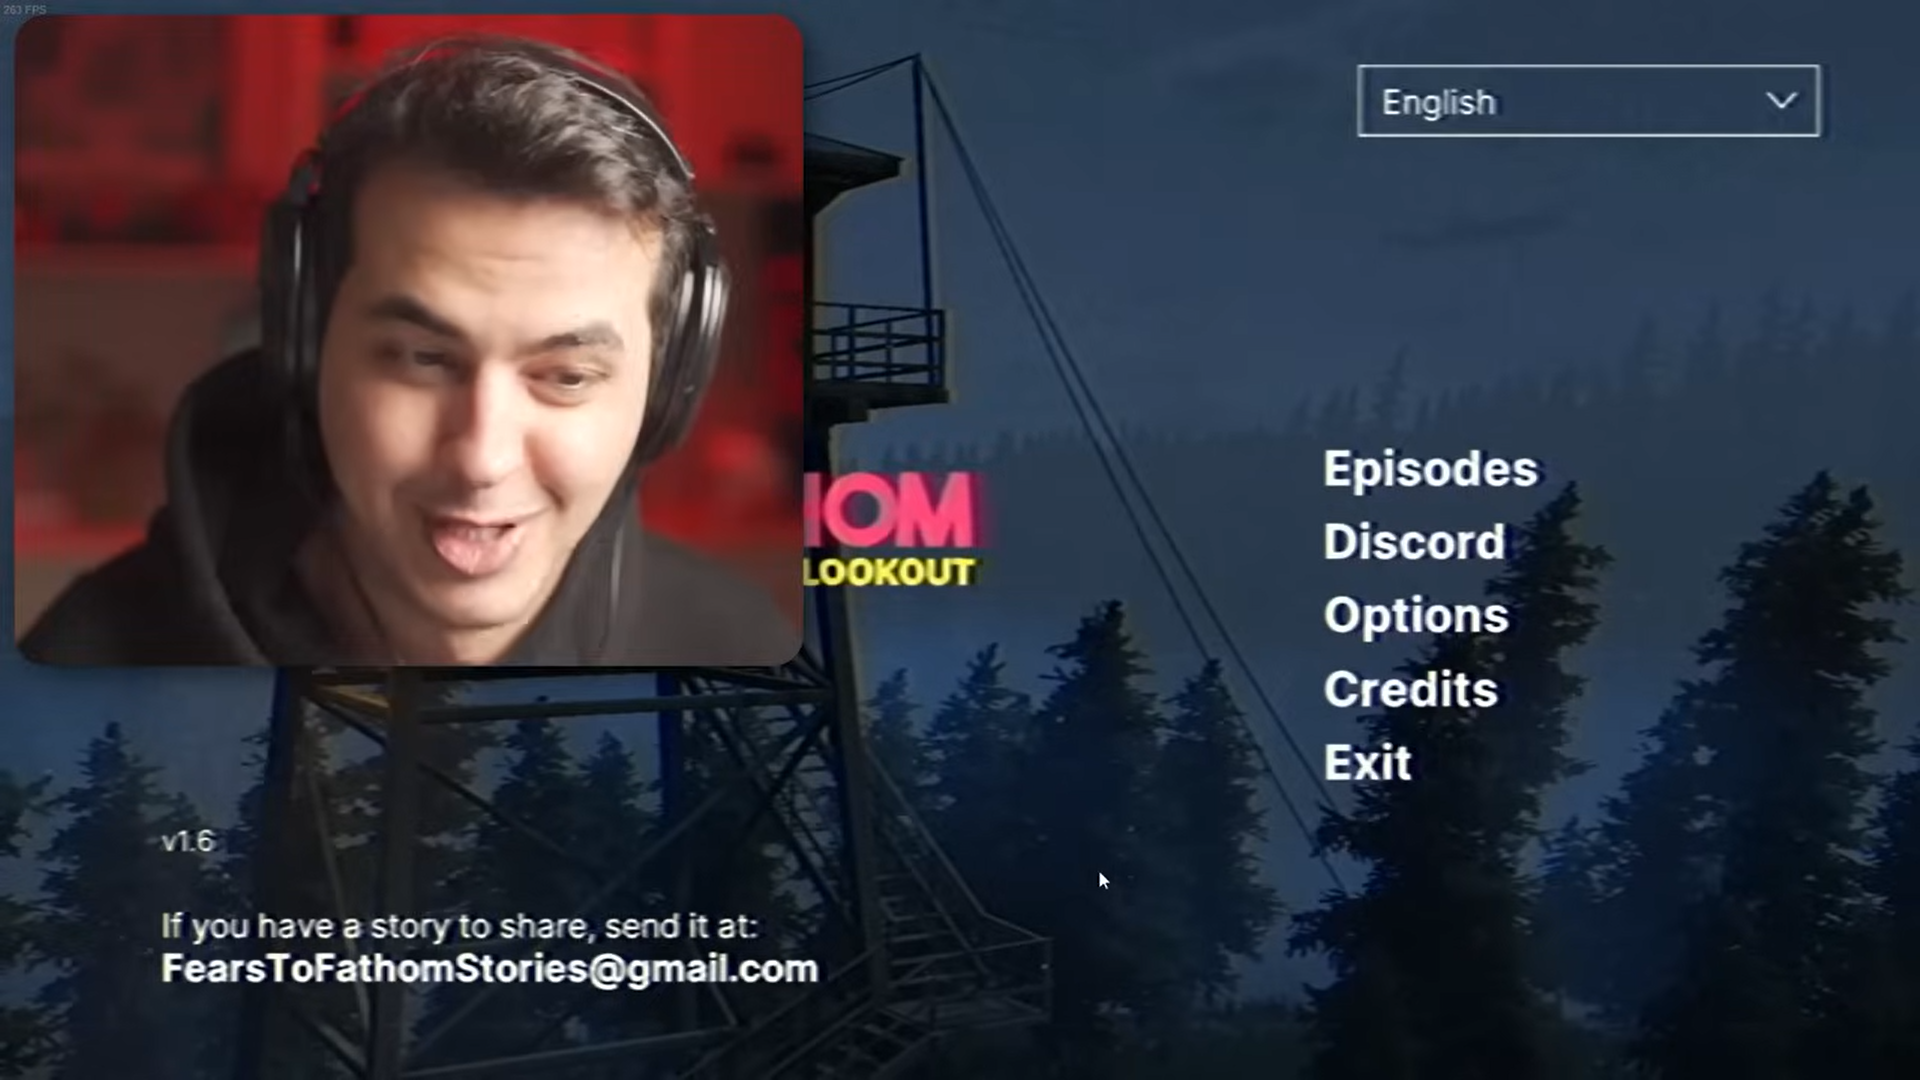 263 FPS
English
HOM
LOOKOUT
Episodes
Discord
Options
Credits
Exit
v1.6
If you have a story to share, send it at:
FearsToFathomStories@gmail.com